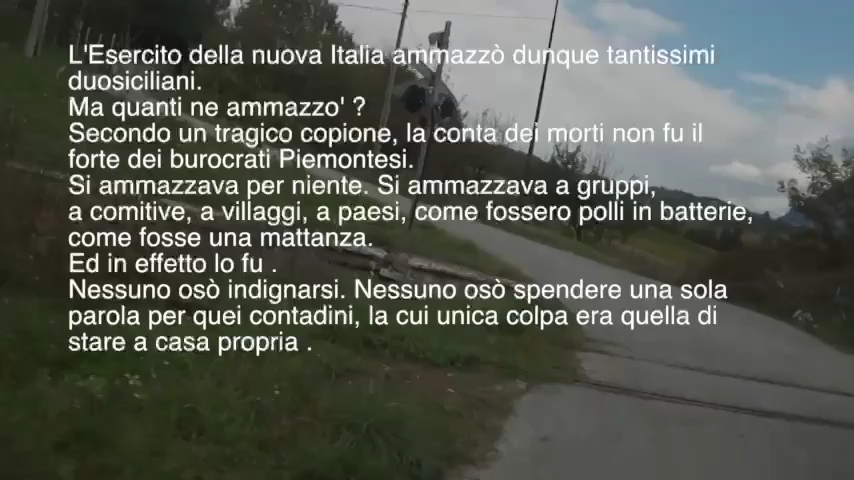 L'Esercito della nuova Italia ammazzò dunque tantissimi
duosiciliani.
Ma quanti ne ammazzo' ?
Secondo un tragico copione, la conta dei morti non fu il
forte dei burocrati Piemontesi.
Si ammazzava per niente. Si ammazzava a gruppi,
a comitive, a villaggi, a paesi, come fossero polli in batterie,
come fosse una mattanza.
Ed in effetto lo fu .
Nessuno osò indignarsi. Nessuno osò spendere una sola
parola per quei contadini, la cui unica colpa era quella di
stare a casa propria .